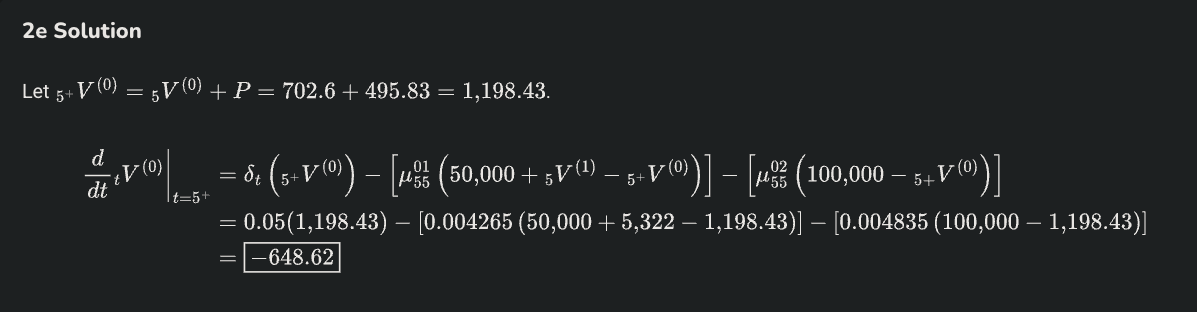 2e Solution
Let ₅₊V⁽⁰⁾ = ₅V⁽⁰⁾ + P = 702.6 + 495.83 = 1,198.43.
d/dt ₜV⁽⁰⁾|ₜ₌₅₊ = δₜ (₅₊V⁽⁰⁾) − [μ₅₅⁰¹ (50,000 + ₅V⁽¹⁾ − ₅₊V⁽⁰⁾)] − [μ₅₅⁰² (100,000 − ₅₊V⁽⁰⁾)]
= 0.05(1,198.43) − [0.004265 (50,000 + 5,322 − 1,198.43)] − [0.004835 (100,000 − 1,198.43)]
= −648.62